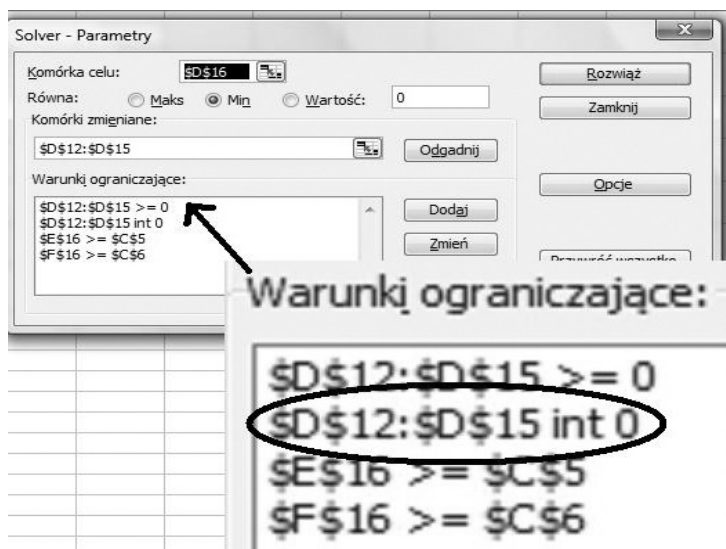 Solver - Parametry
Komórka celu: $D$16
Rozwiąż
Równa: Maks Min Wartość: 0
Zamknij
Komórki zmieniane:
$D$12:$D$15
Odgadnij
Warunki ograniczające:
Opcje
$D$12:$D$15 >= 0
$D$12:$D$15 int 0
$E$16 >= $C$5
$F$16 >= $C$6
Dodaj
Zmień
Przywróć wszystko
Warunki ograniczające:
$D$12:$D$15 >= 0
$D$12:$D$15 int 0
$E$16 >= $C$5
$F$16 >= $C$6